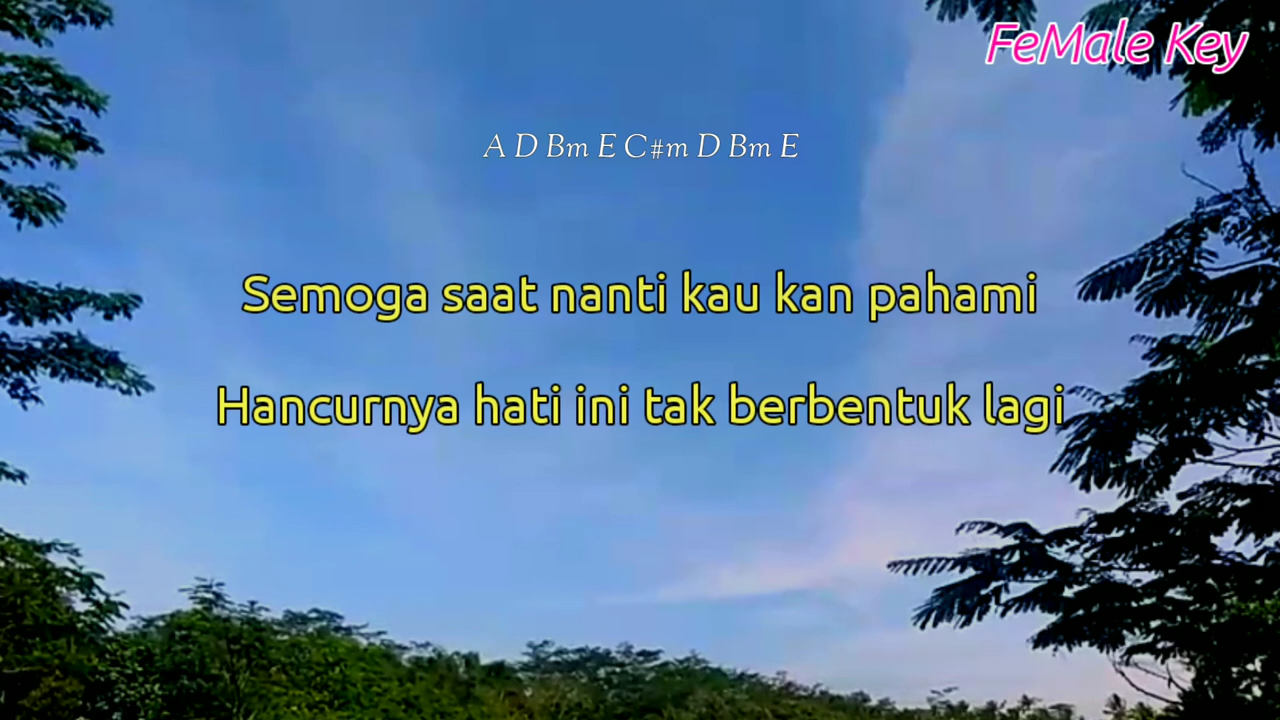 FeMale Key
A D Bm E C#m D Bm E
Semoga saat nanti kau kan pahami
Hancurnya hati ini tak berbentuk lagi